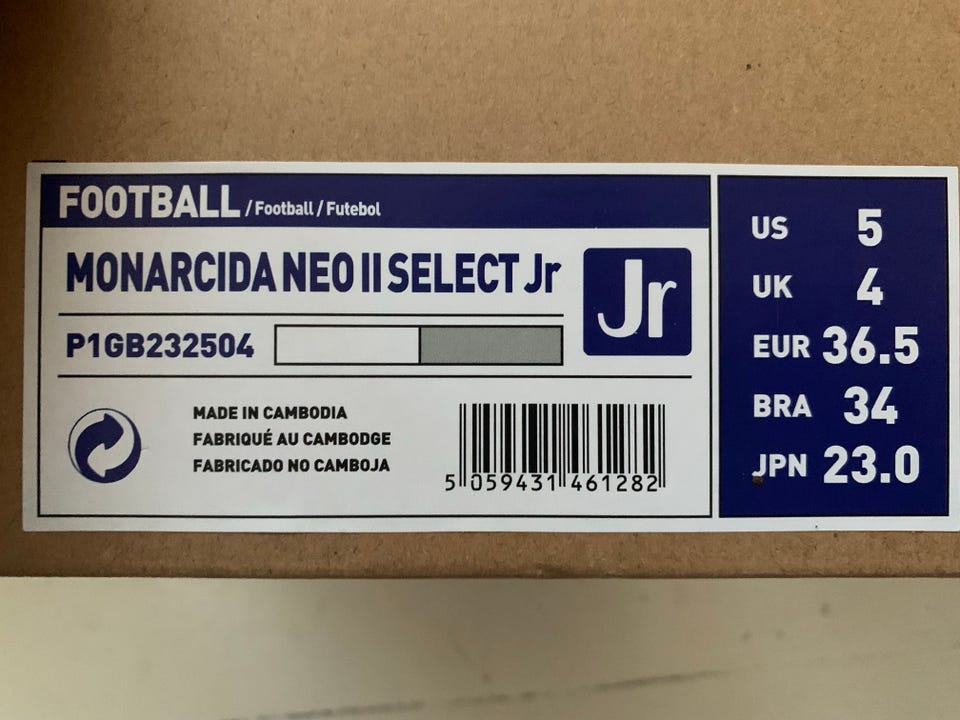 FOOTBALL / Football / Futebol
MONARCIDA NEO II SELECT Jr
Jr
P1GB232504
MADE IN CAMBODIA
FABRIQUÉ AU CAMBODGE
FABRICADO NO CAMBOJA
5 059431 461282
US 5
UK 4
EUR 36.5
BRA 34
JPN 23.0